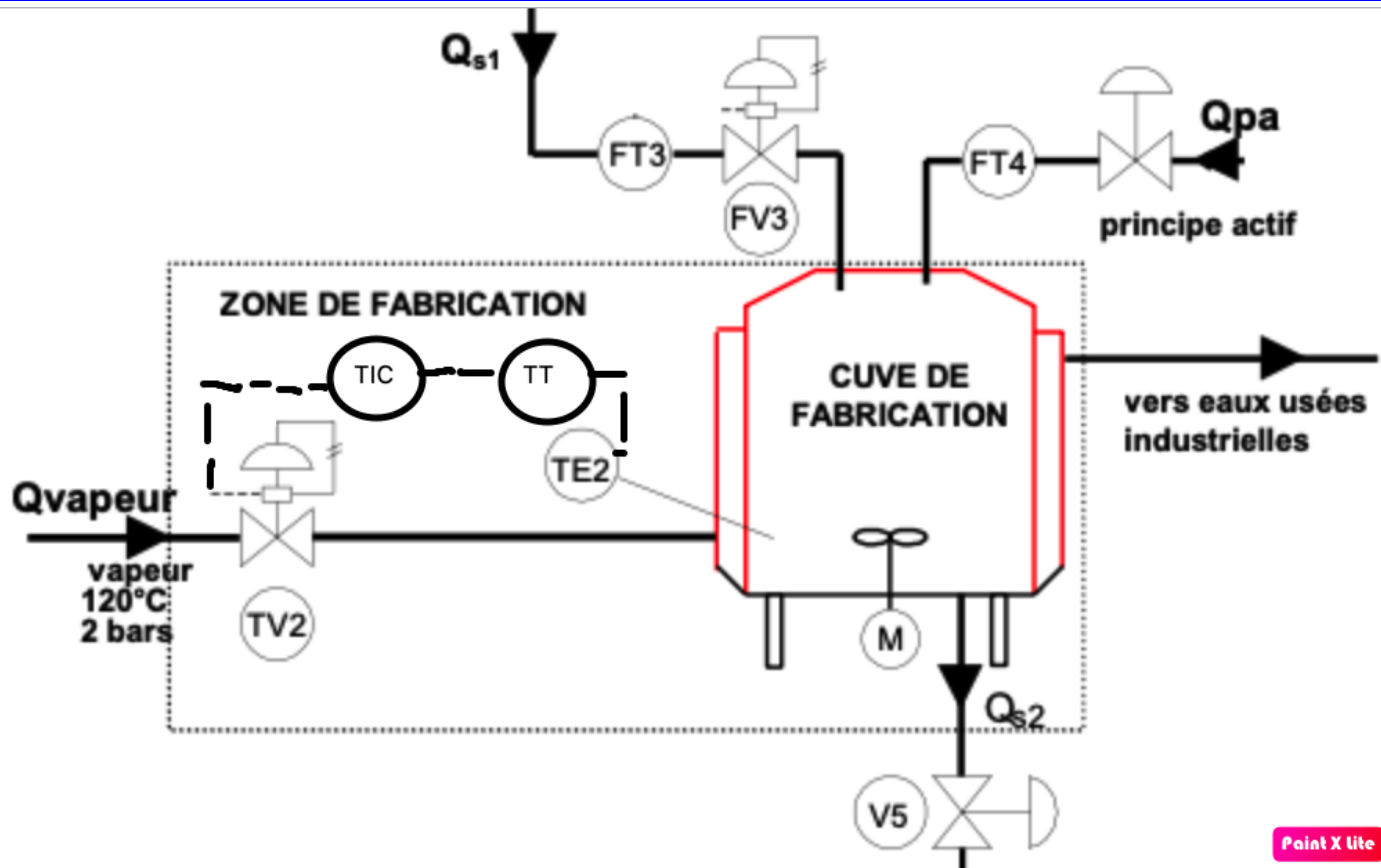 Qs1
Qpa
FT3
FT4
FV3
principe actif
ZONE DE FABRICATION
TIC
TT
CUVE DE
FABRICATION
vers eaux usées
industrielles
TE2
Qvapeur
vapeur
120°C
2 bars
TV2
M
Qs2
V5
Paint X Lite